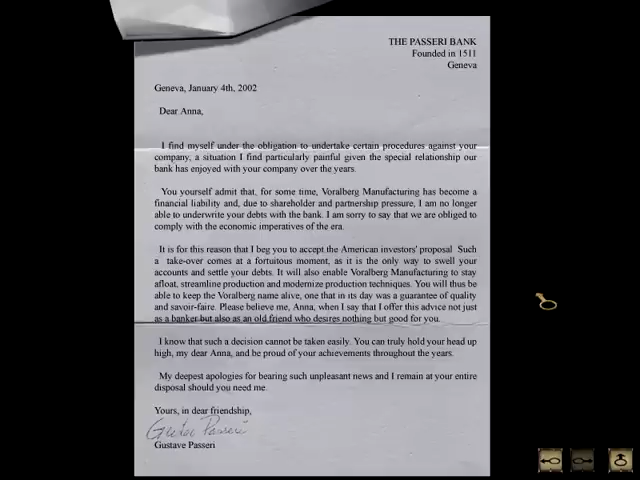 THE PASSERI BANK
Founded in 1511
Geneva
Geneva, January 4th, 2002
Dear Anna,
I find myself under the obligation to undertake certain procedures against your
company, a situation I find particularly painful given the special relationship our
bank has enjoyed with your company over the years.
You yourself admit that, for some time, Voralberg Manufacturing has become a
financial liability and, due to shareholder and partnership pressure, I am no longer
able to underwrite your debts with the bank. I am sorry to say that we are obliged to
comply with the economic imperatives of the era.
It is for this reason that I beg you to accept the American investors' proposal Such
a take-over comes at a fortuitous moment, as it is the only way to swell your
accounts and settle your debts. It will also enable Voralberg Manufacturing to stay
afloat, streamline production and modernize production techniques. You will thus be
able to keep the Voralberg name alive, one that in its day was a guarantee of quality
and savoir-faire. Please believe me, Anna, when I say that I offer this advice not just
as a banker but also as an old friend who desires nothing but good for you.
I know that such a decision cannot be taken easily. You can truly hold your head up
high, my dear Anna, and be proud of your achievements throughout the years.
My deepest apologies for bearing such unpleasant news and I remain at your entire
disposal should you need me.
Yours, in dear friendship,
Gustave Passeri
Gustave Passeri